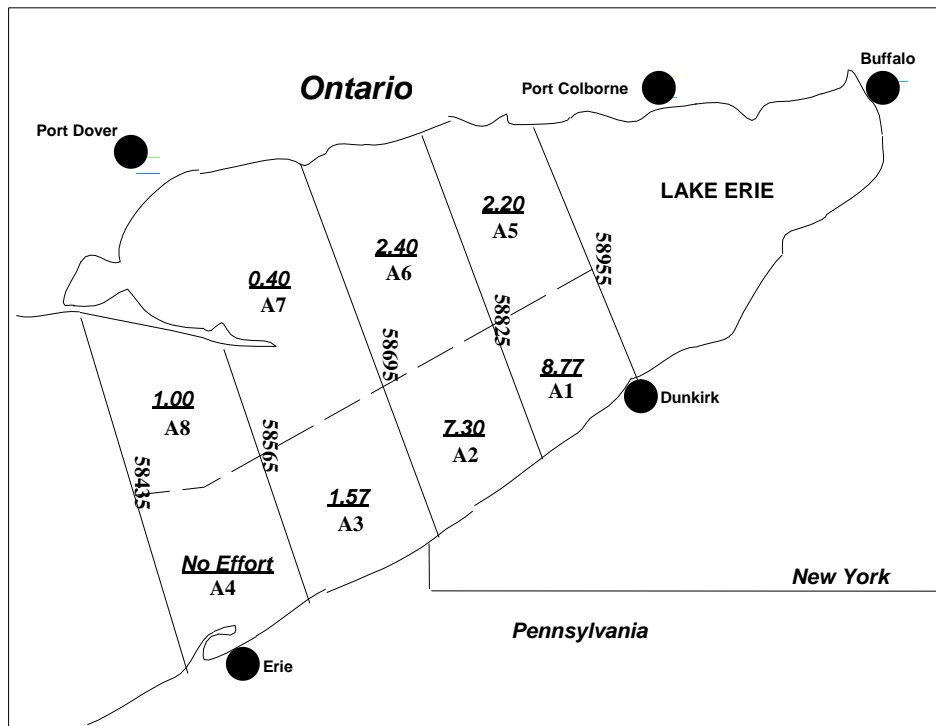 Buffalo
Ontario
Port Colborne
Port Dover
LAKE ERIE
2.20
A5
2.40
A6
58955
0.40
A7
58825
58695
8.77
A1
Dunkirk
1.00
A8
7.30
A2
58565
58435
1.57
A3
No Effort
A4
New York
Pennsylvania
Erie